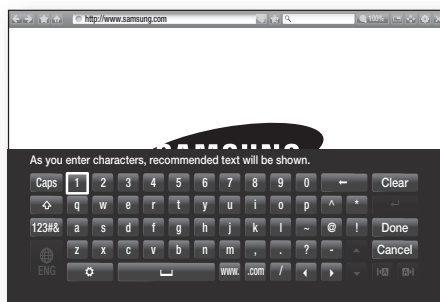 http://www.samsung.com 100%
SAMSUNG
As you enter characters, recommended text will be shown.
Caps 1 2 3 4 5 6 7 8 9 0 ← Clear
q w e r t y u i o p ^ *
123#& a s d f g h j k l ~ @ ! Done
z x c v b n m , . ? - Cancel
ENG www. .com /